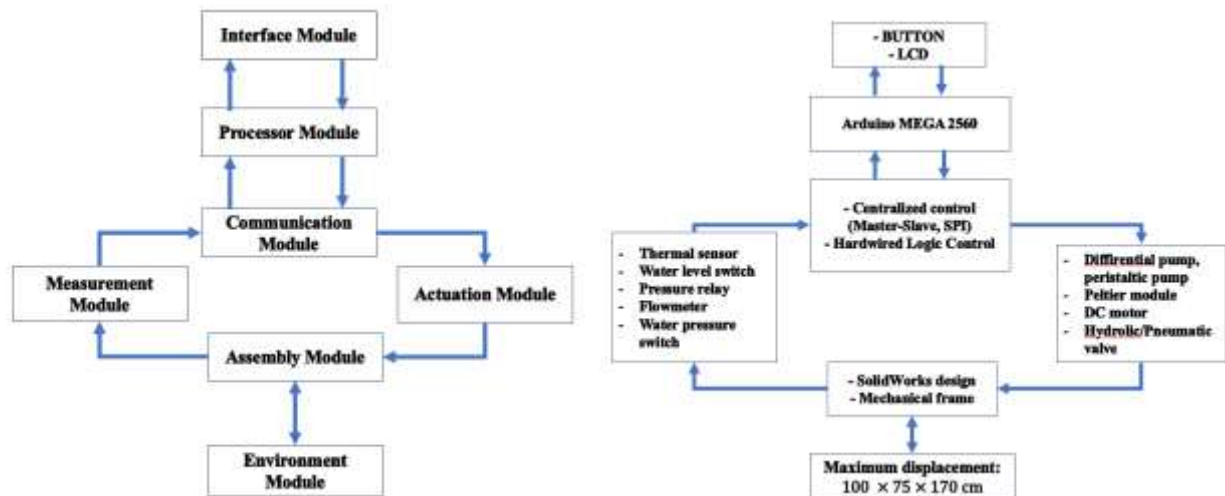 Interface Module
Processor Module
Communication
Module
Measurement
Module
Actuation Module
Assembly Module
Environment
Module
- BUTTON
- LCD
Arduino MEGA 2560
- Centralized control
(Master-Slave, SPI)
- Hardwired Logic Control
- Thermal sensor
- Water level switch
- Pressure relay
- Flowmeter
- Water pressure
switch
- Diffirential pump,
peristaltic pump
- Peltier module
- DC motor
- Hydrolic/Pneumatic
valve
- SolidWorks design
- Mechanical frame
Maximum displacement:
100 × 75 × 170 cm